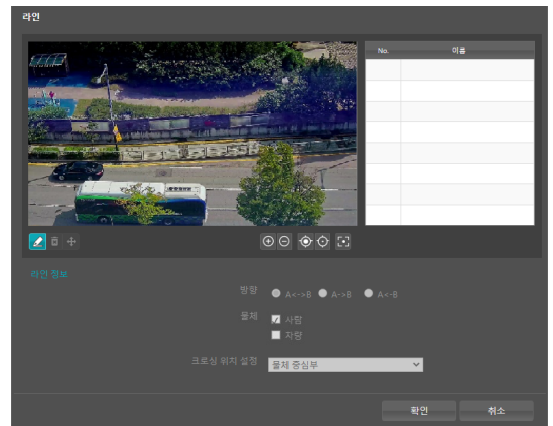 라인
No. 이름
라인 정보
방향 A<->B A->B A<-B
물체 사람
차량
크로싱 위치 설정 물체 중심부
확인 취소